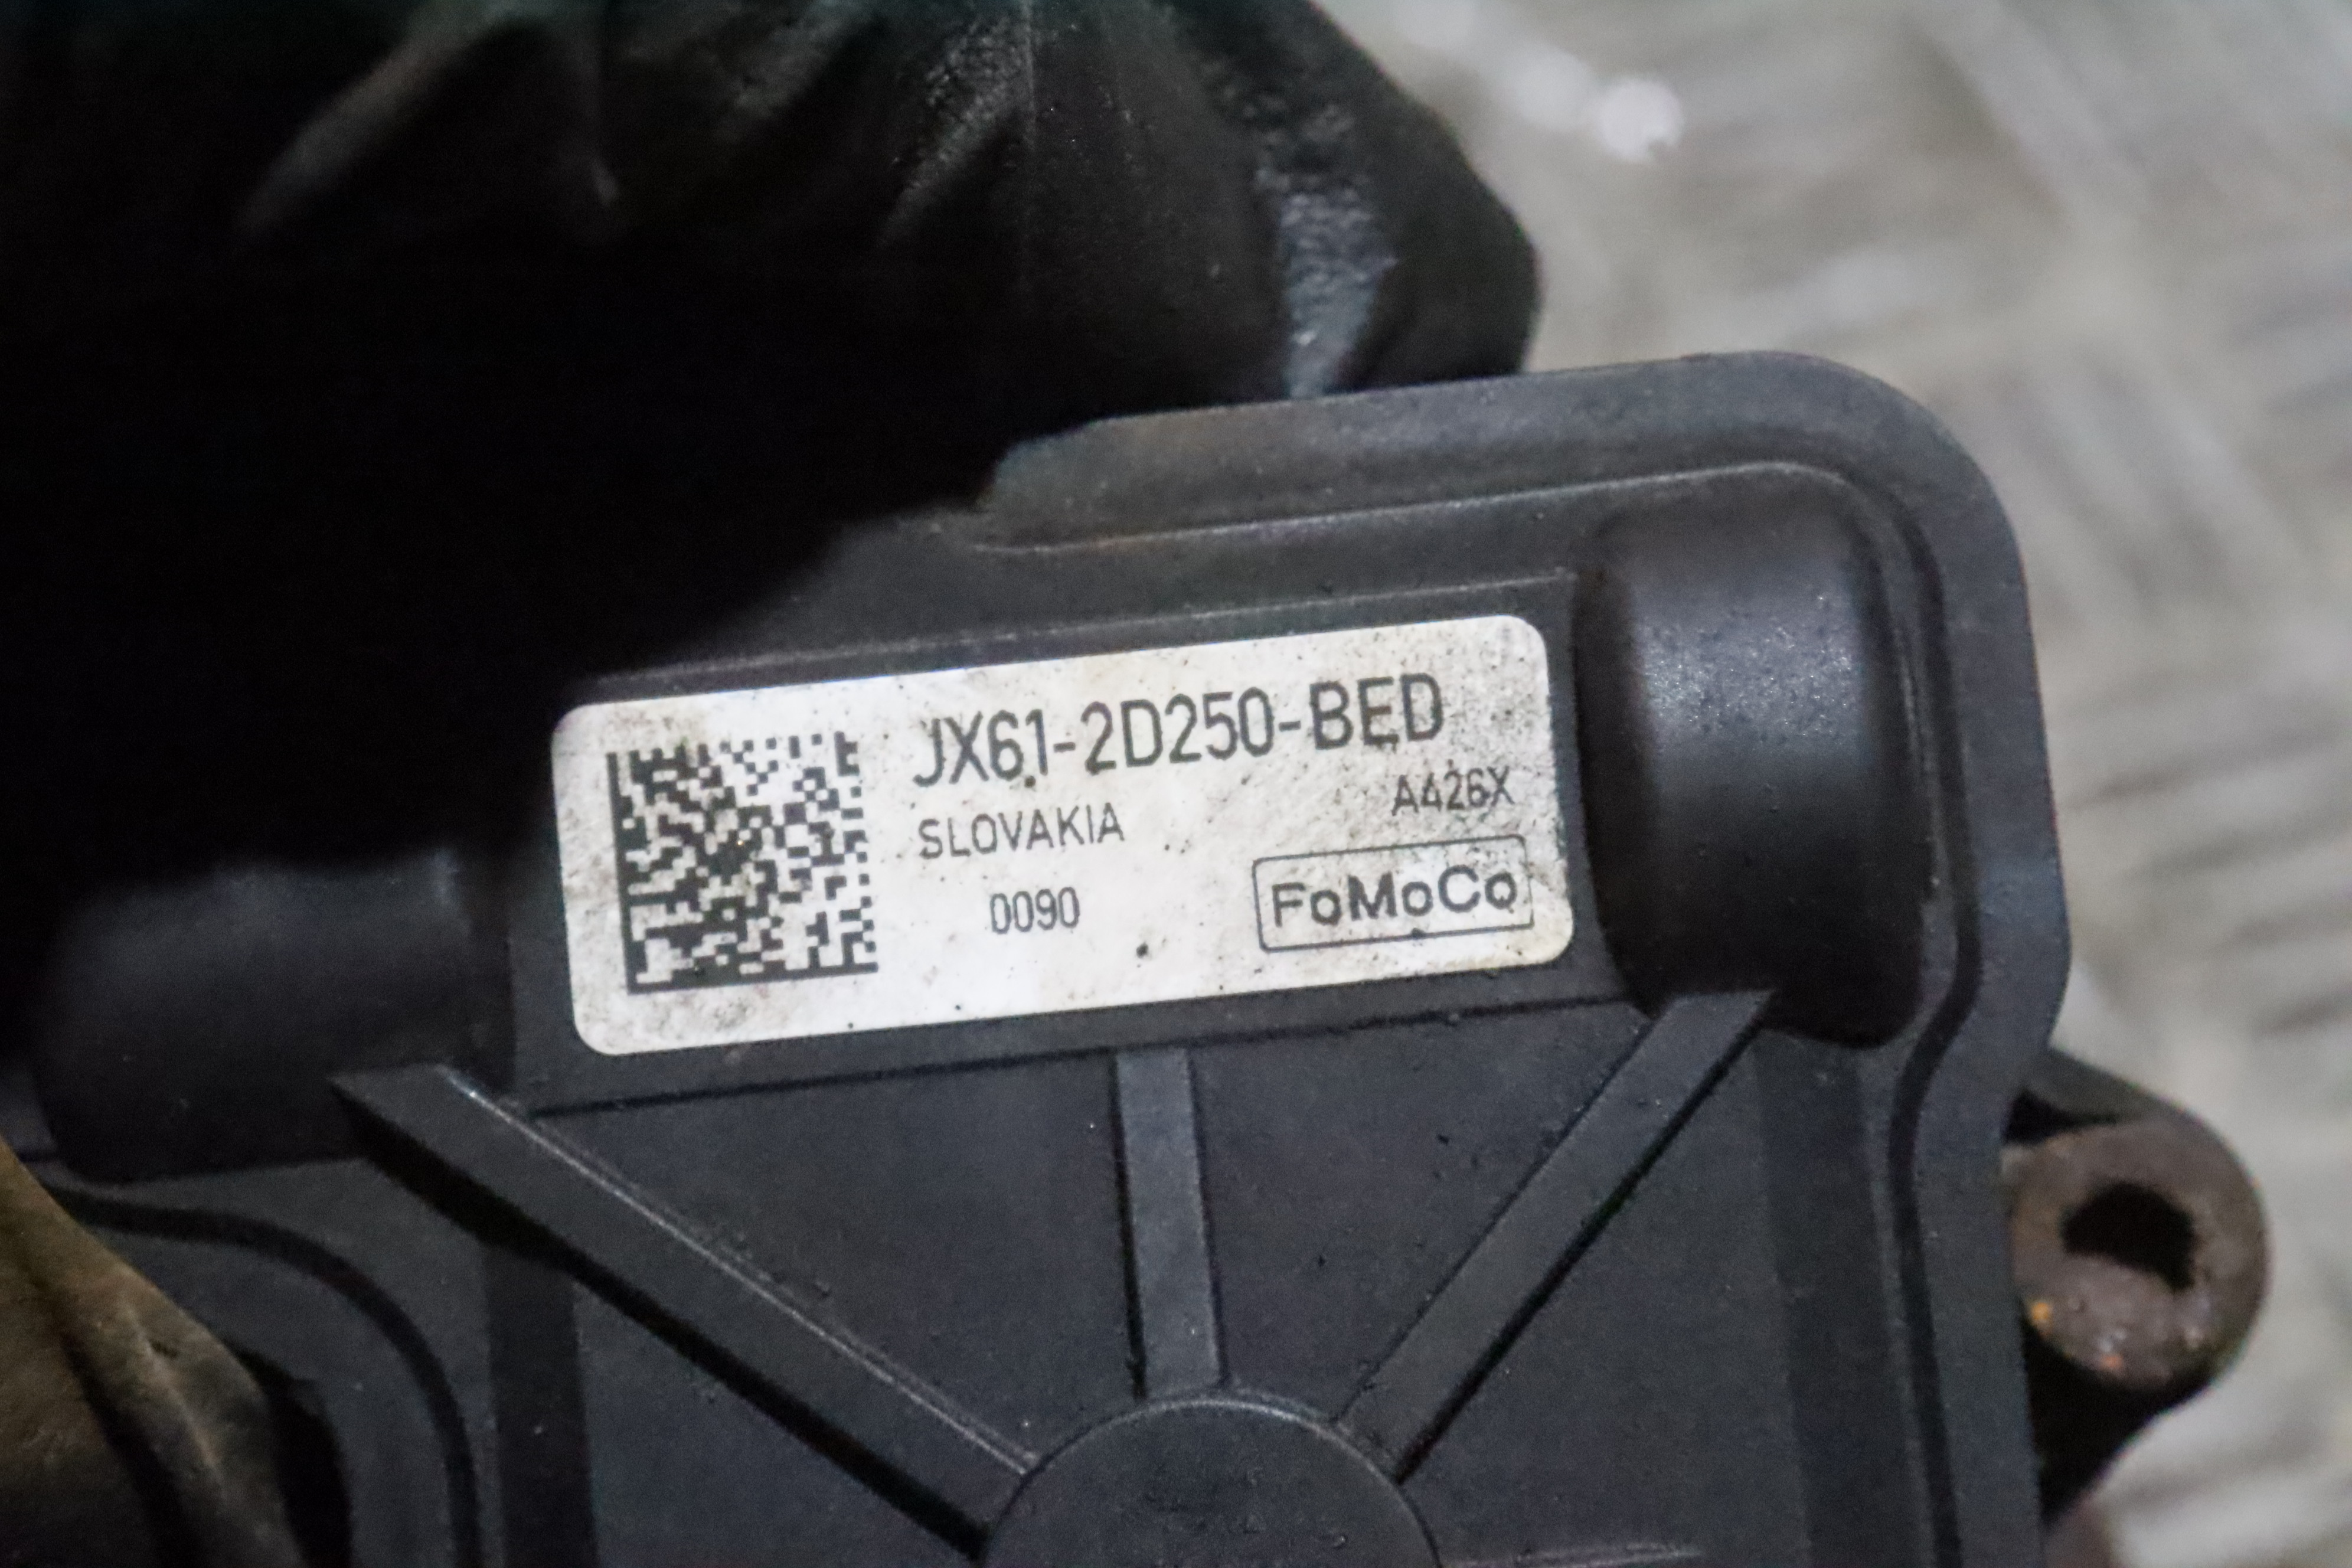 JX61-2D250-BED
A426X
SLOVAKIA
0090
FoMoCo